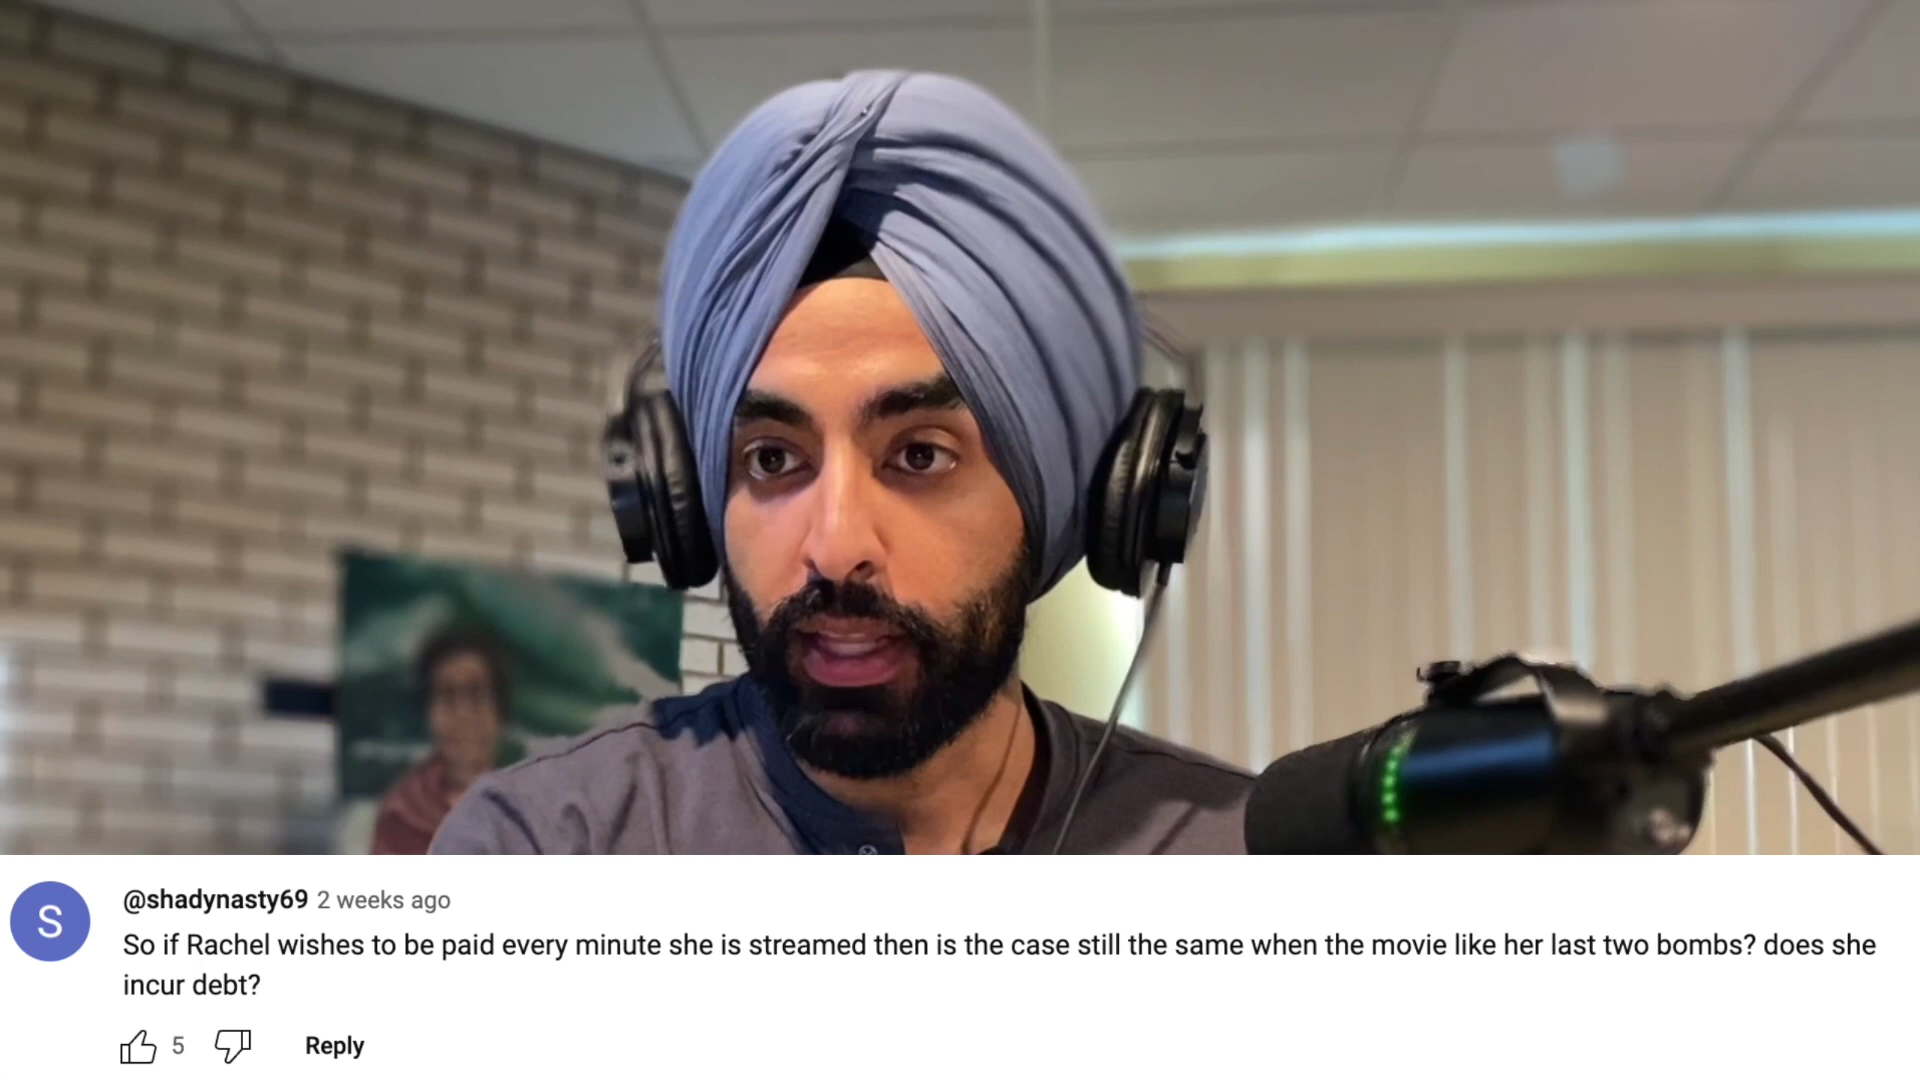 S
@shadynasty69 2 weeks ago
So if Rachel wishes to be paid every minute she is streamed then is the case still the same when the movie like her last two bombs? does she
incur debt?
5 Reply